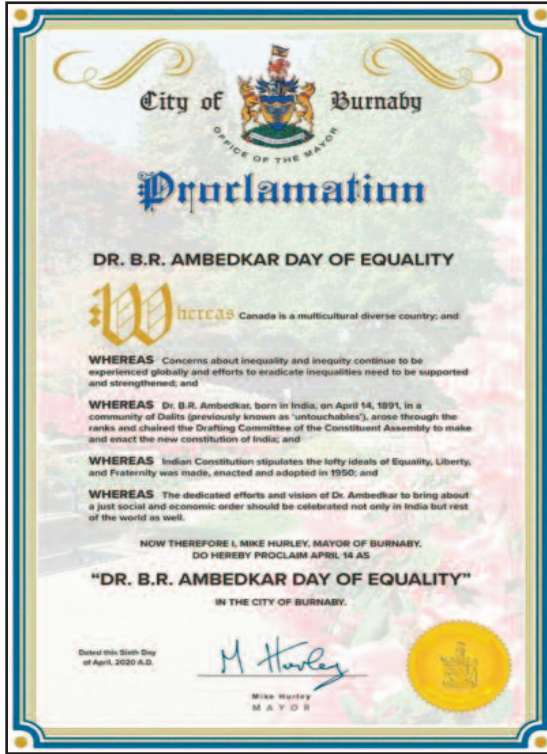 City of Burnaby
OFFICE OF THE MAYOR
Proclamation
DR. B.R. AMBEDKAR DAY OF EQUALITY
Whereas Canada is a multicultural diverse country; and
WHEREAS Concerns about inequality and inequity continue to be
experienced globally and efforts to eradicate inequalities need to be supported
and strengthened; and
WHEREAS Dr. B.R. Ambedkar, born in India, on April 14, 1891, in a
community of Dalits (previously known as 'untouchables'), arose through the
ranks and chaired the Drafting Committee of the Constituent Assembly to make
and enact the new constitution of India; and
WHEREAS Indian Constitution stipulates the lofty ideals of Equality, Liberty,
and Fraternity was made, enacted and adopted in 1950; and
WHEREAS The dedicated efforts and vision of Dr. Ambedkar to bring about
a just social and economic order should be celebrated not only in India but rest
of the world as well.
NOW THEREFORE I, MIKE HURLEY, MAYOR OF BURNABY,
DO HEREBY PROCLAIM APRIL 14 AS
“DR. B.R. AMBEDKAR DAY OF EQUALITY”
IN THE CITY OF BURNABY.
Dated this Sixth Day
of April, 2020 A.D.
M Hurley
Mike Hurley
MAYOR